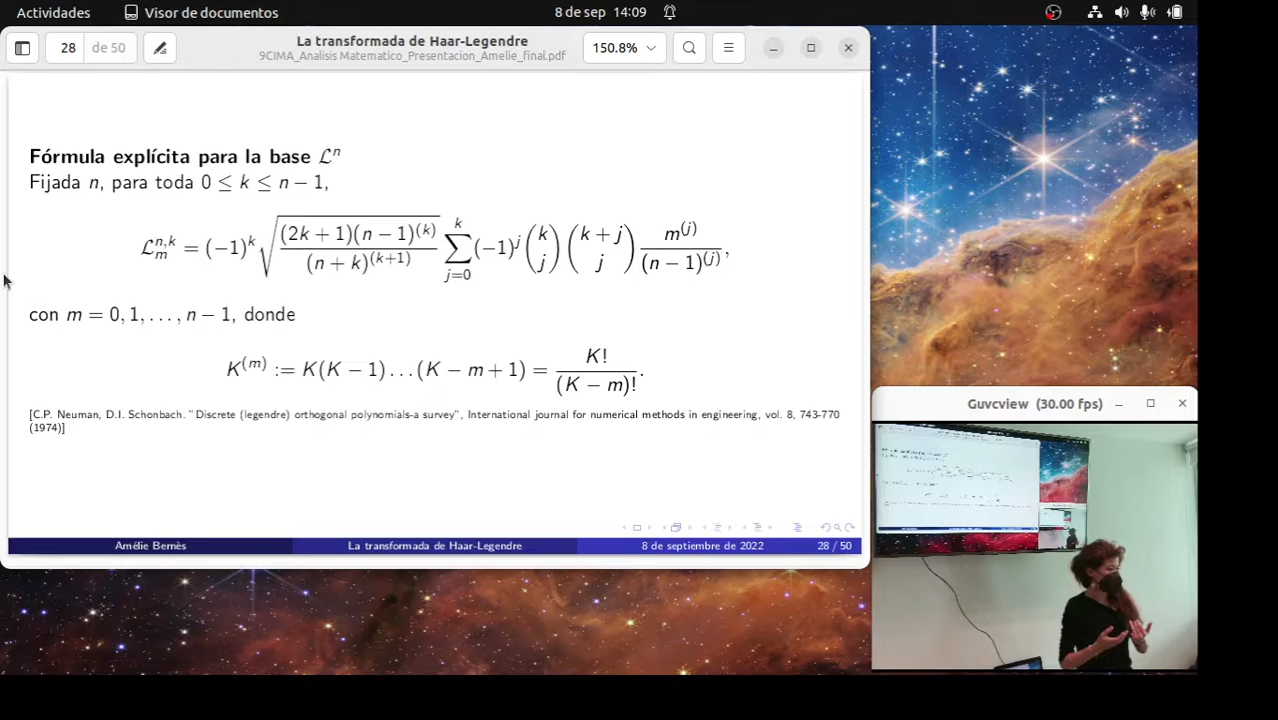 Actividades Visor de documentos 8 de sep 14:09
28 de 50 La transformada de Haar-Legendre 150.8%
9CIMA_Analisis Matematico_Presentacion_Amelie_final.pdf
Fórmula explícita para la base ℒⁿ
Fijada n, para toda 0 ≤ k ≤ n − 1,
ℒ_m^{n,k} = (−1)^k √((2k + 1)(n − 1)^{(k)} / (n + k)^{(k+1)}) ∑_{j=0}^{k} (−1)^j (k j) (k + j j) m^{(j)} / (n − 1)^{(j)},
con m = 0, 1, . . . , n − 1, donde
K^{(m)} := K(K − 1) . . . (K − m + 1) = K! / (K − m)!.
[C.P. Neuman, D.I. Schonbach. "Discrete (legendre) orthogonal polynomials-a survey", International journal for numerical methods in engineering, vol. 8, 743-770
(1974)]
Amélie Bernès La transformada de Haar-Legendre 8 de septiembre de 2022 28 / 50
Guvcview (30.00 fps)